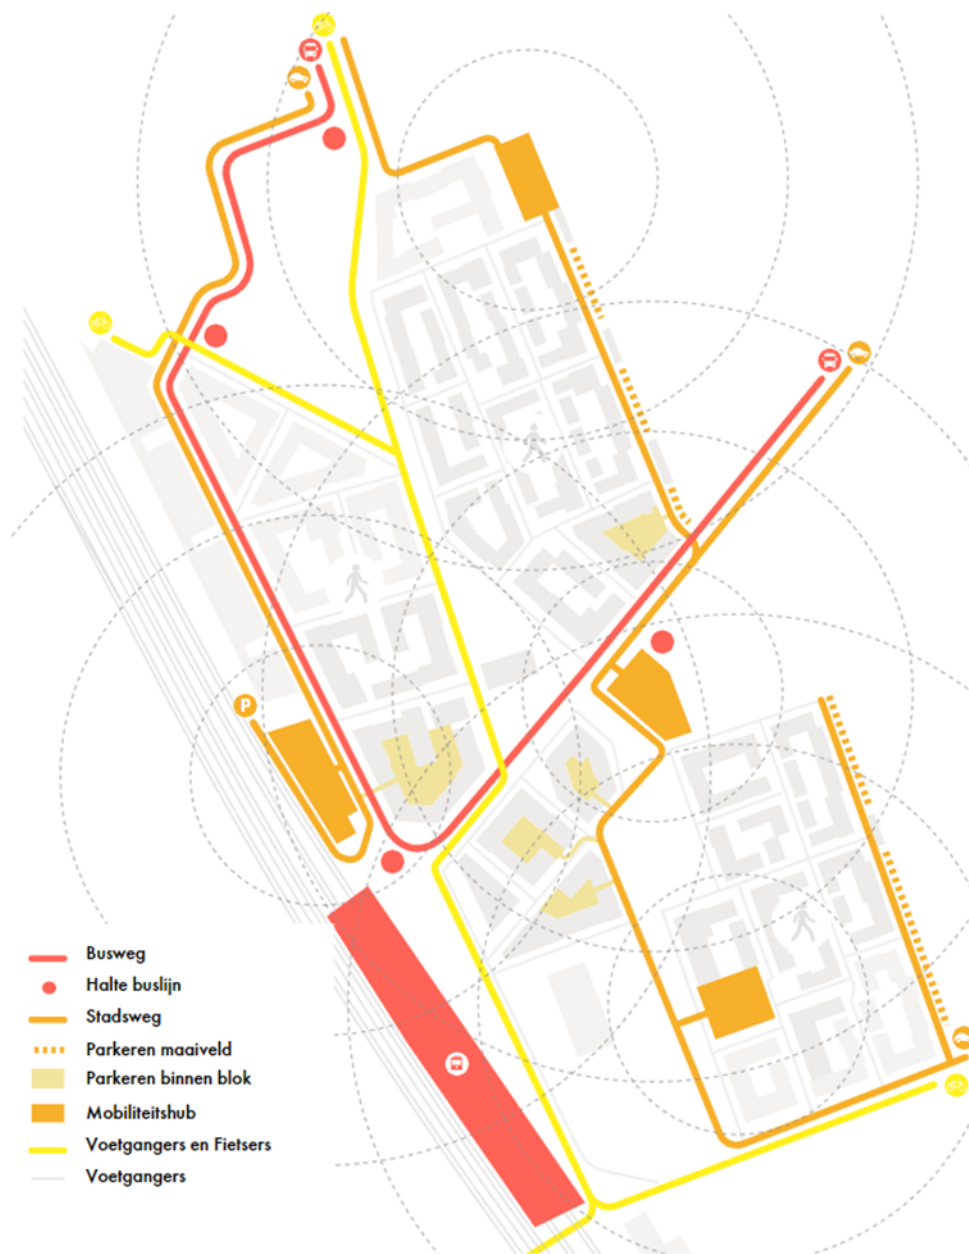 P
Busweg
Halte buslijn
Stadsweg
Parkeren maaiveld
Parkeren binnen blok
Mobiliteitshub
Voetgangers en Fietsers
Voetgangers